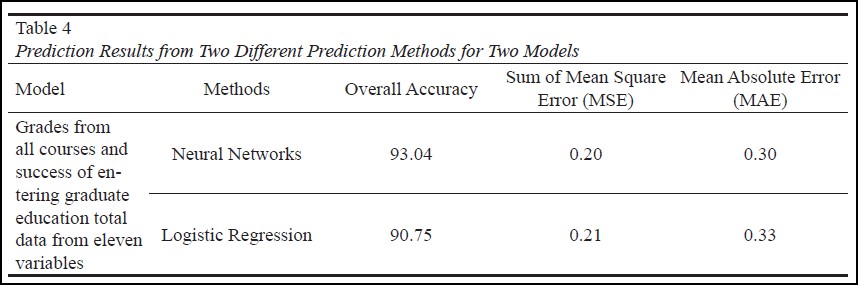 Table 4
Prediction Results from Two Different Prediction Methods for Two Models
Model Methods Overall Accuracy Sum of Mean Square Error (MSE) Mean Absolute Error (MAE)
Grades from
all courses and
success of en-
tering graduate
education total
data from eleven
variables
Neural Networks 93.04 0.20 0.30
Logistic Regression 90.75 0.21 0.33